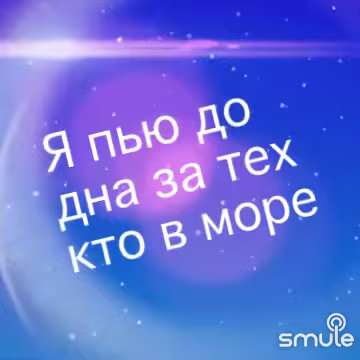 Я пью до
дна за тех
кто в море
smule